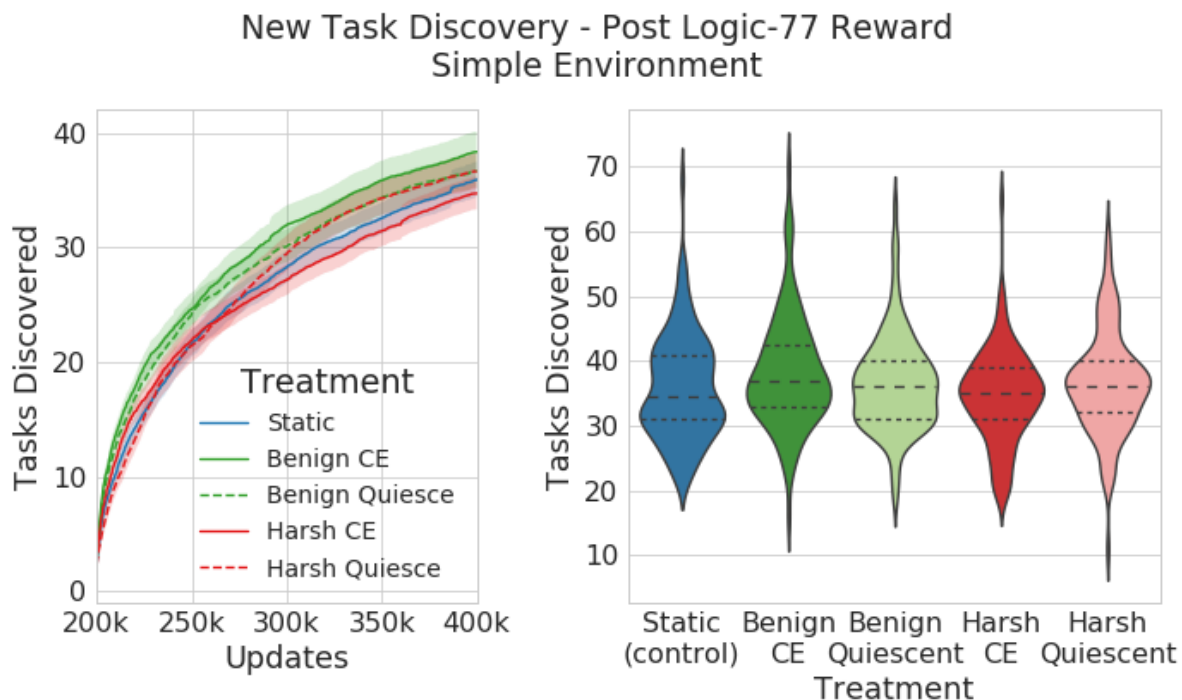 New Task Discovery - Post Logic-77 Reward
Simple Environment
Tasks Discovered
40
30
20
10
0
200k 250k 300k 350k 400k
Updates
Treatment
Static
Benign CE
Benign Quiesce
Harsh CE
Harsh Quiesce
Tasks Discovered
70
60
50
40
30
20
10
Static Benign Benign Harsh Harsh
(control) CE Quiescent CE Quiescent
Treatment